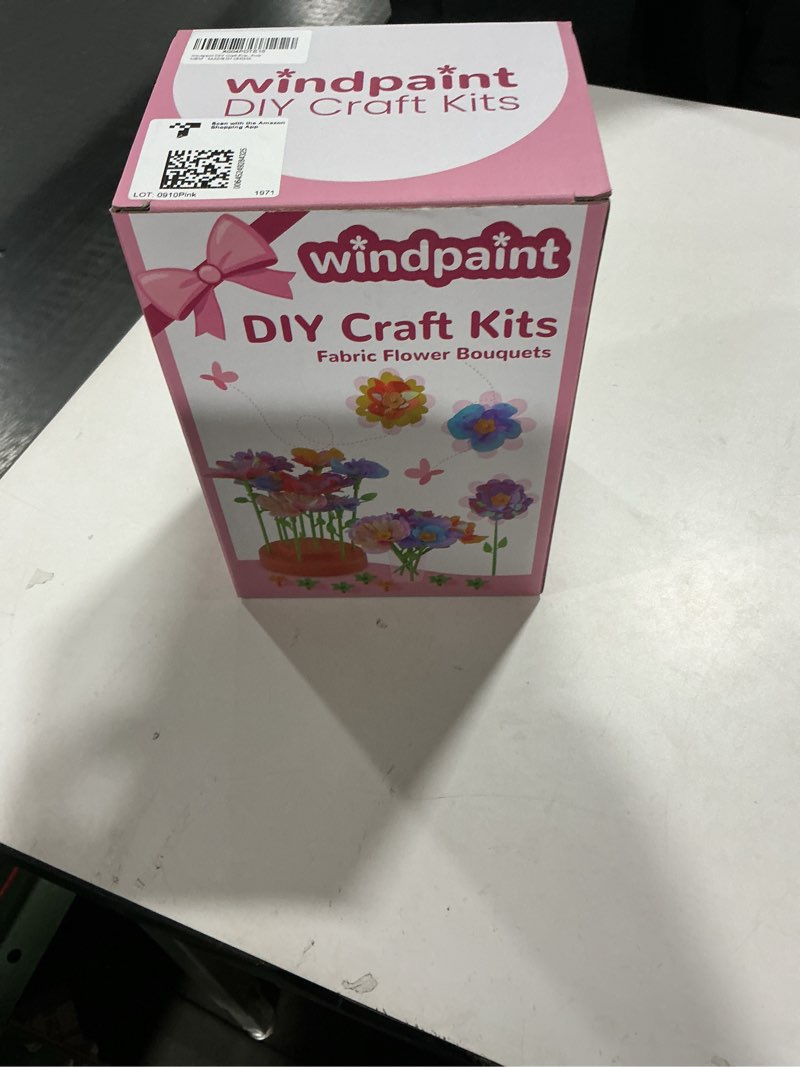 windpaint
DIY Craft Kits
Scan with the Amazon
Shopping App
LOT: 0910Pink
1971
windpaint
DIY Craft Kits
Fabric Flower Bouquets